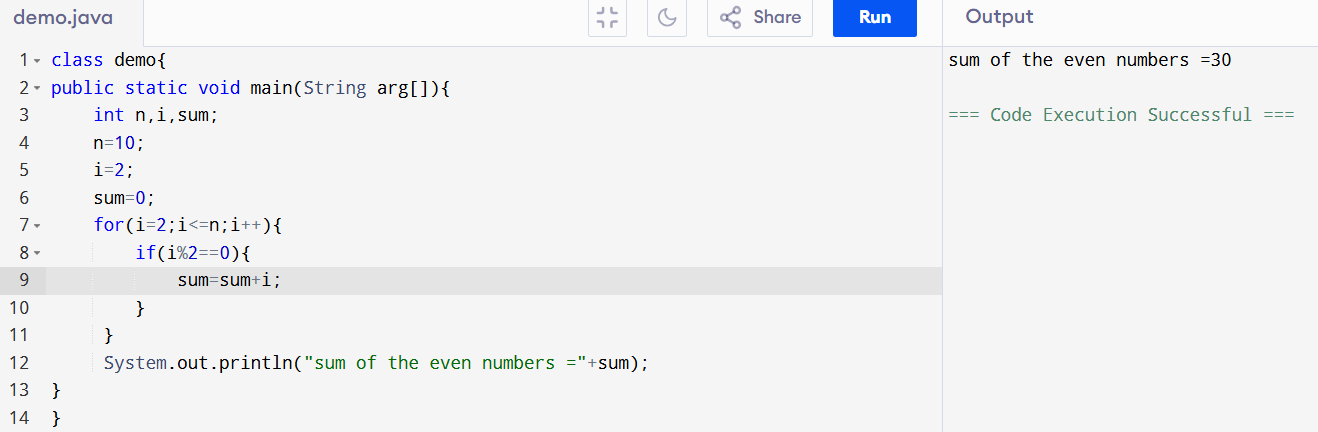 demo.java
Share
Run
Output
1 class demo{
2 public static void main(String arg[]){
3 int n,i,sum;
4 n=10;
5 i=2;
6 sum=0;
7 for(i=2;i<=n;i++){
8 if(i%2==0){
9 sum=sum+i;
10 }
11 }
12 System.out.println("sum of the even numbers ="+sum);
13 }
14 }
sum of the even numbers =30
=== Code Execution Successful ===